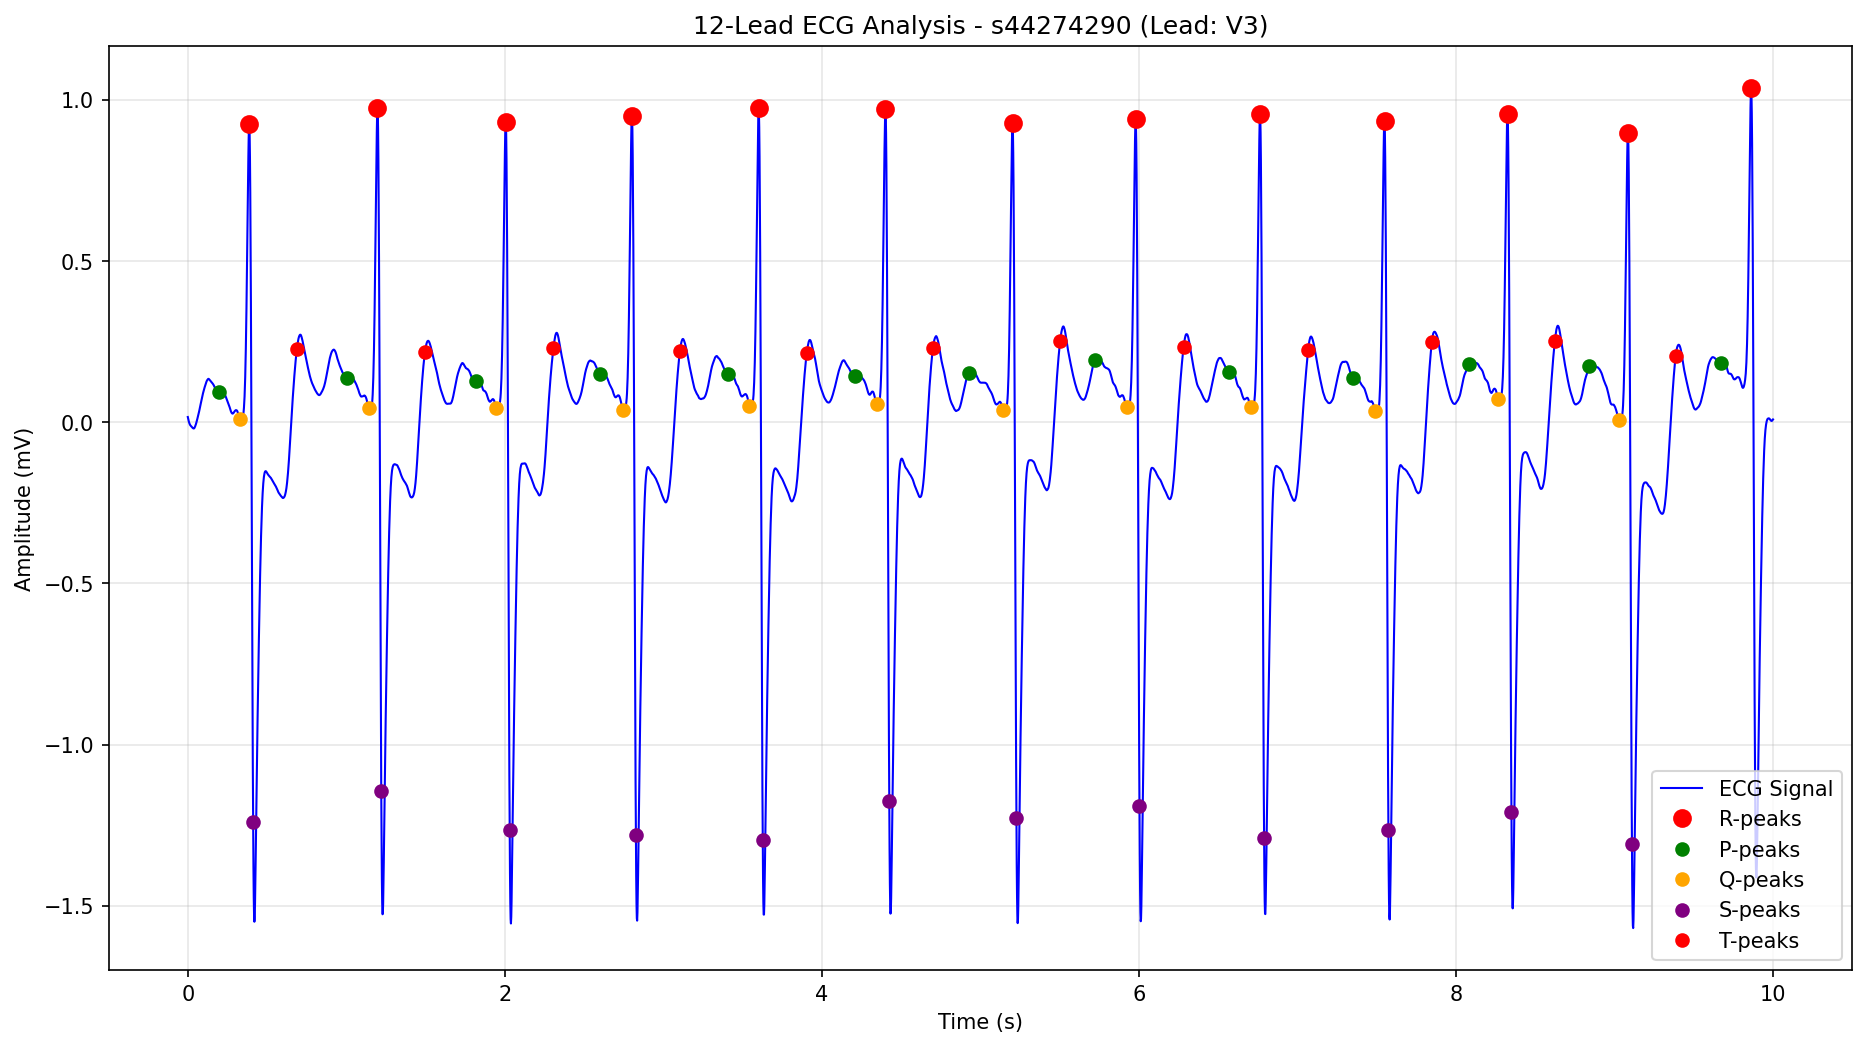 12-Lead ECG Analysis - s44274290 (Lead: V3)
1.0
0.5
0.0
−0.5
−1.0
−1.5
Amplitude (mV)
0
2
4
6
8
10
Time (s)
ECG Signal
R-peaks
P-peaks
Q-peaks
S-peaks
T-peaks